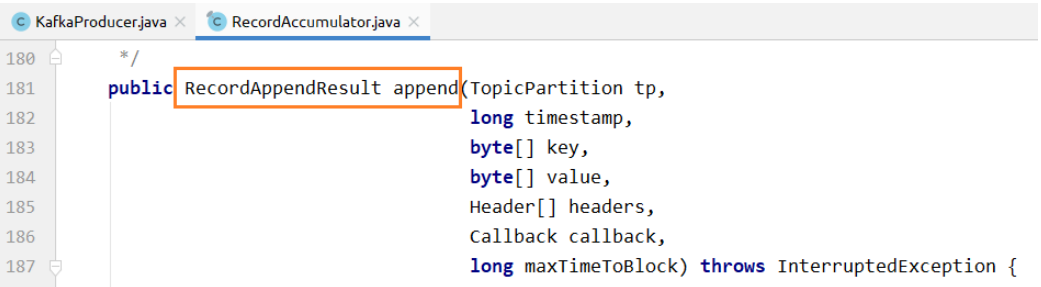 KafkaProducer.java × RecordAccumulator.java ×
180 */
181 public RecordAppendResult append(TopicPartition tp,
182 long timestamp,
183 byte[] key,
184 byte[] value,
185 Header[] headers,
186 Callback callback,
187 long maxTimeToBlock) throws InterruptedException {